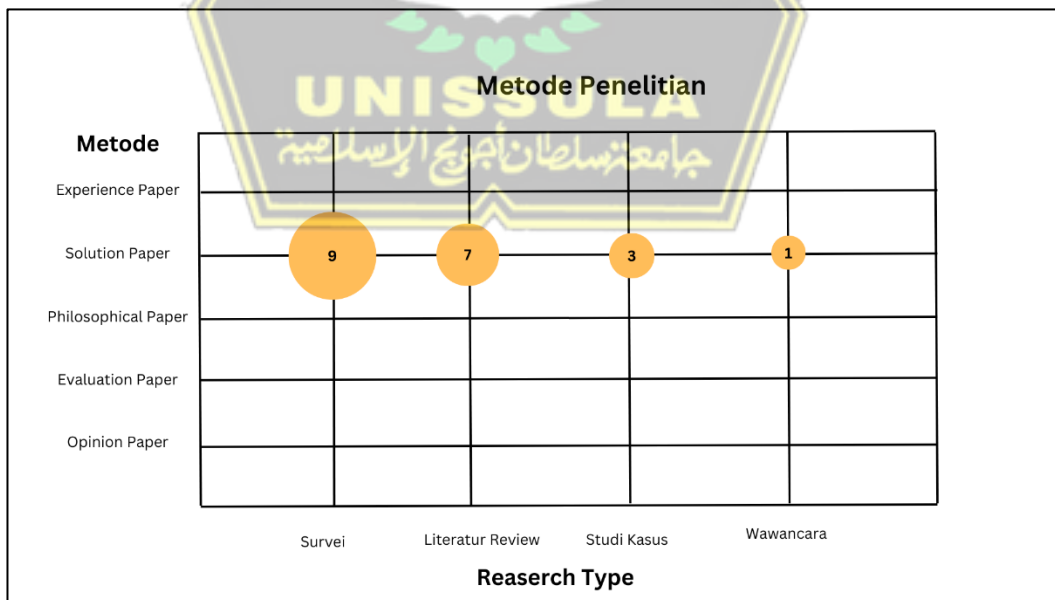 UNISSULA
جامعة سلطان أجونج الإسلامية
Metode Penelitian
Metode
Experience Paper
Solution Paper
9
7
3
1
Philosophical Paper
Evaluation Paper
Opinion Paper
Survei
Literatur Review
Studi Kasus
Wawancara
Reaserch Type